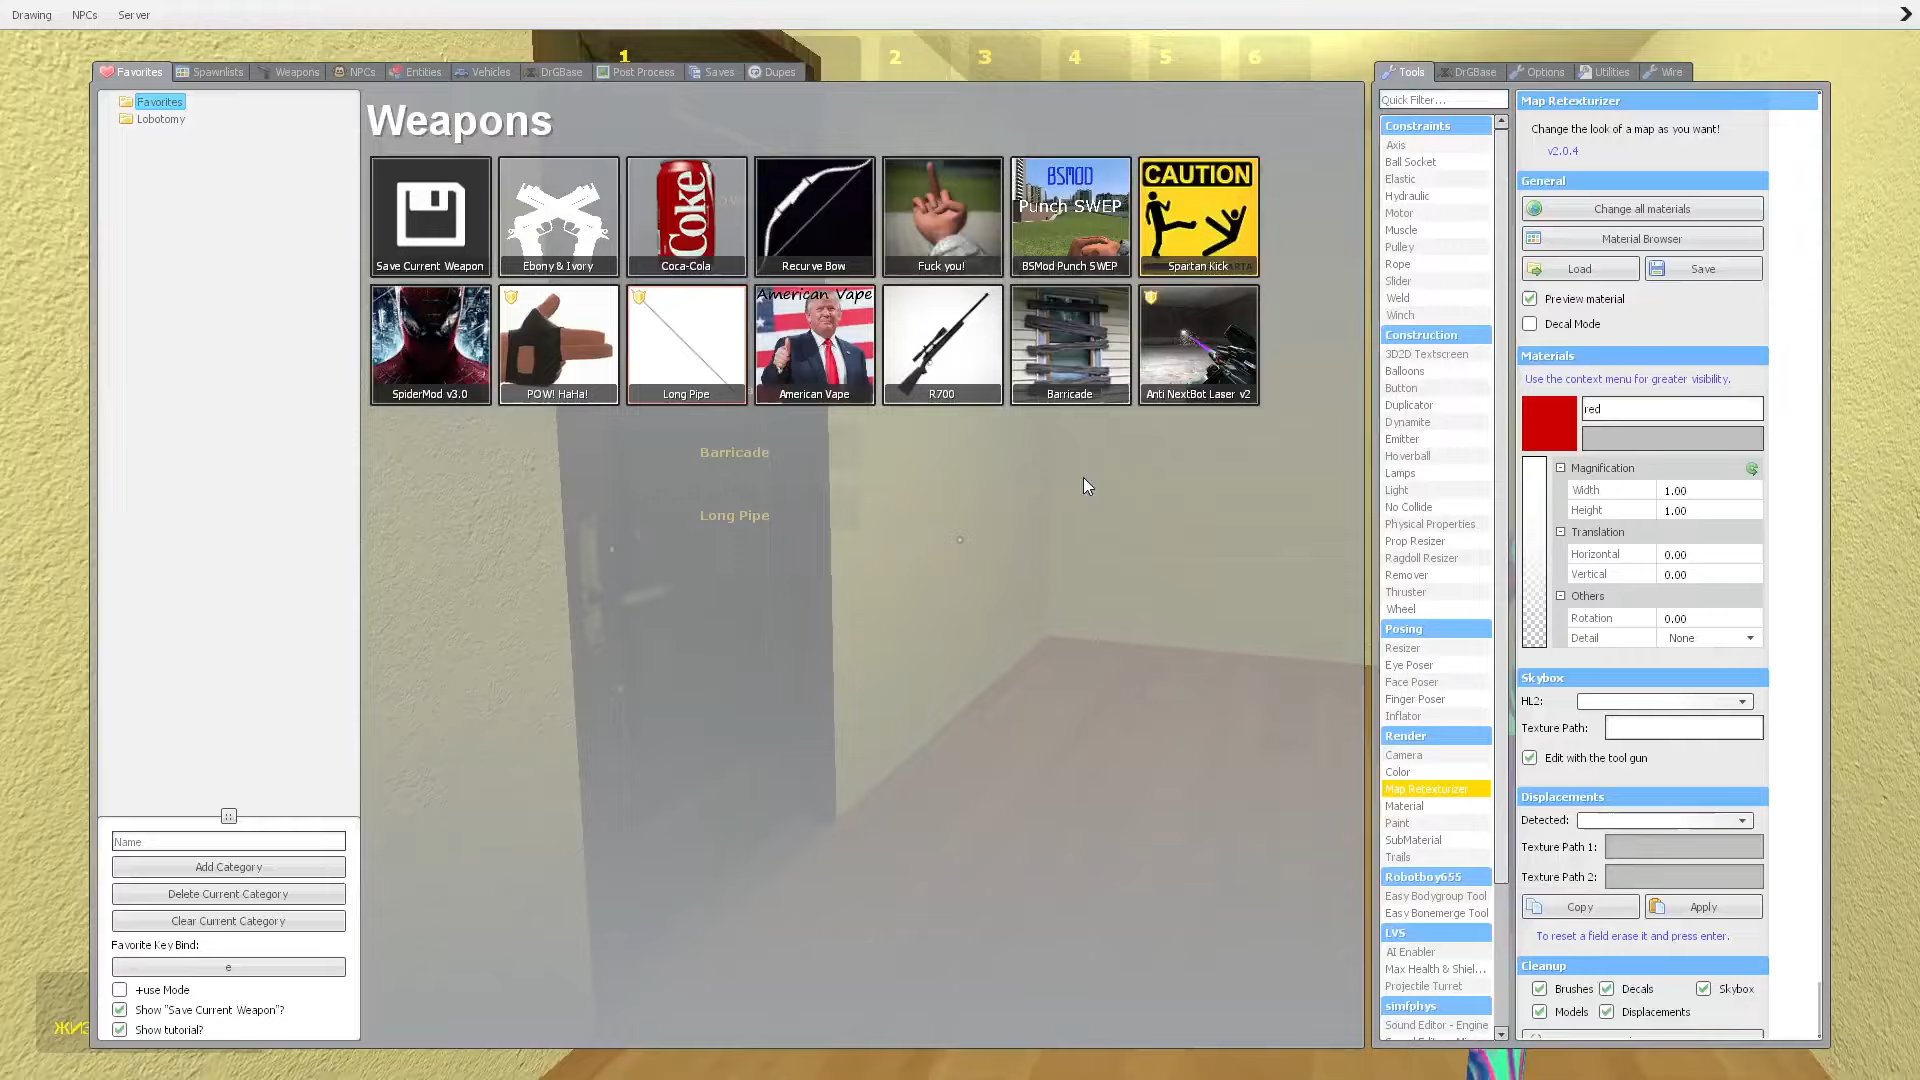 Drawing NPCs Server
1 2 3 4 5 6
Favorites Spawnlists Weapons NPCs Entities Vehicles DrGBase Post Process Saves Dupes
Favorites
Lobotomy
Weapons
Save Current Weapon
Ebony & Ivory
Coke
Coca-Cola
Recurve Bow
Fuck you!
BSMOD
Punch SWEP
BSMod Punch SWEP
CAUTION
Spartan Kick
SpiderMod v3.0
POW! HaHa!
Long Pipe
American Vape
American Vape
R700
Barricade
Anti NextBot Laser v2
Barricade
Long Pipe
Name
Add Category
Delete Current Category
Clear Current Category
Favorite Key Bind:
e
+use Mode
Show "Save Current Weapon"?
Show tutorial?
Tools DrGBase Options Utilities Wire
Quick Filter...
Constraints
Axis
Ball Socket
Elastic
Hydraulic
Motor
Muscle
Pulley
Rope
Slider
Weld
Winch
Construction
3D2D Textscreen
Balloons
Button
Duplicator
Dynamite
Emitter
Hoverball
Lamps
Light
No Collide
Physical Properties
Prop Resizer
Ragdoll Resizer
Remover
Thruster
Wheel
Posing
Resizer
Eye Poser
Face Poser
Finger Poser
Inflator
Render
Camera
Color
Map Retexturizer
Material
Paint
SubMaterial
Trails
Robotboy655
Easy Bodygroup Tool
Easy Bonemerge Tool
LVS
AI Enabler
Max Health & Shiel...
Projectile Turret
simfphys
Sound Editor - Engine
Map Retexturizer
Change the look of a map as you want!
v2.0.4
General
Change all materials
Material Browser
Load Save
Preview material
Decal Mode
Materials
Use the context menu for greater visibility.
red
Magnification
Width 1.00
Height 1.00
Translation
Horizontal 0.00
Vertical 0.00
Others
Rotation 0.00
Detail None
Skybox
HL2:
Texture Path:
Edit with the tool gun
Displacements
Detected:
Texture Path 1:
Texture Path 2:
Copy Apply
To reset a field erase it and press enter.
Cleanup
Brushes Decals Skybox
Models Displacements